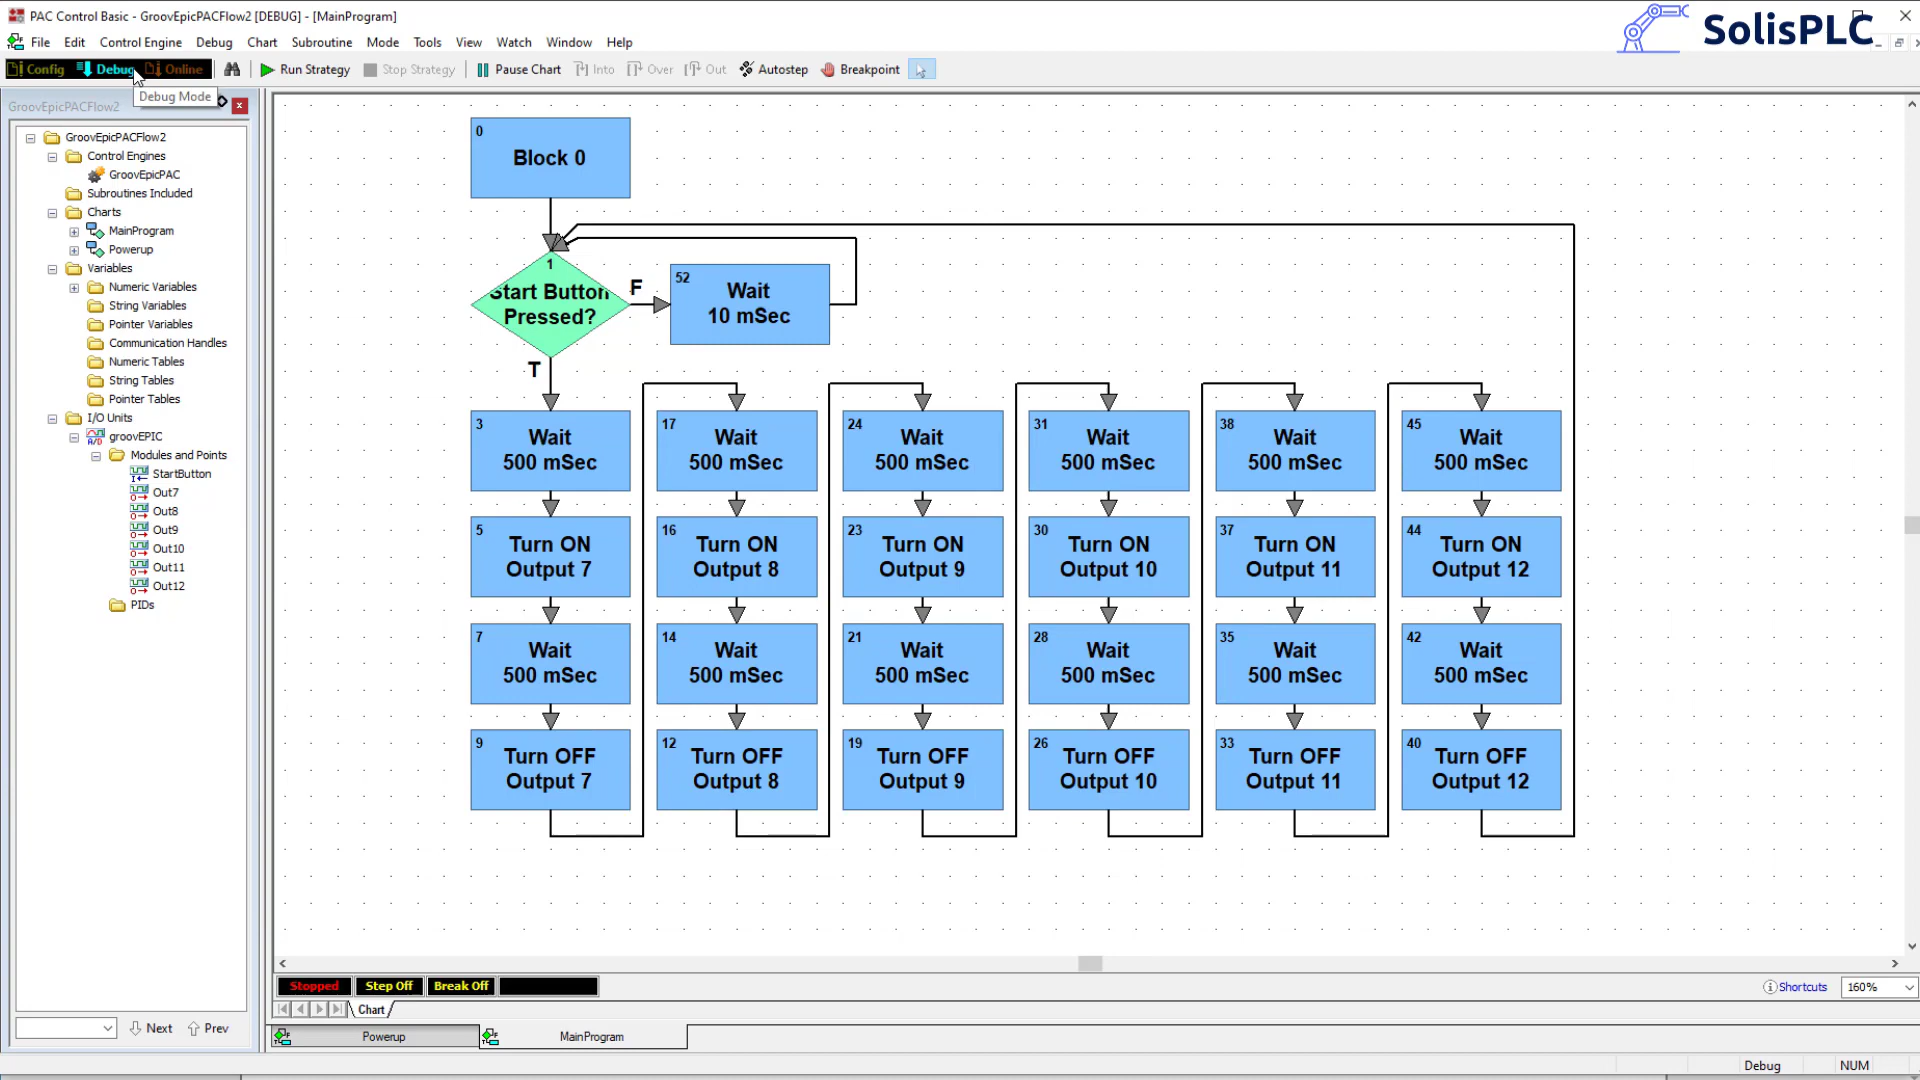 PAC Control Basic - GroovEpicPACFlow2 [DEBUG] - [MainProgram]
SolisPLC
File Edit Control Engine Debug Chart Subroutine Mode Tools View Watch Window Help
Config Debug Online Run Strategy Stop Strategy Pause Chart Into Over Out Autostep Breakpoint
Debug Mode
GroovEpicPACFlow2
GroovEpicPACFlow2
Control Engines
GroovEpicPAC
Subroutines Included
Charts
MainProgram
Powerup
Variables
Numeric Variables
String Variables
Pointer Variables
Communication Handles
Numeric Tables
String Tables
Pointer Tables
I/O Units
groovEPIC
Modules and Points
StartButton
Out7
Out8
Out9
Out10
Out11
Out12
PIDs
Next Prev
0
Block 0
1
Start Button
Pressed?
F
T
52
Wait
10 mSec
3
Wait
500 mSec
17
Wait
500 mSec
24
Wait
500 mSec
31
Wait
500 mSec
38
Wait
500 mSec
45
Wait
500 mSec
5
Turn ON
Output 7
16
Turn ON
Output 8
23
Turn ON
Output 9
30
Turn ON
Output 10
37
Turn ON
Output 11
44
Turn ON
Output 12
7
Wait
500 mSec
14
Wait
500 mSec
21
Wait
500 mSec
28
Wait
500 mSec
35
Wait
500 mSec
42
Wait
500 mSec
9
Turn OFF
Output 7
12
Turn OFF
Output 8
19
Turn OFF
Output 9
26
Turn OFF
Output 10
33
Turn OFF
Output 11
40
Turn OFF
Output 12
Stopped Step Off Break Off
Shortcuts 160%
Chart
Powerup MainProgram
Debug NUM